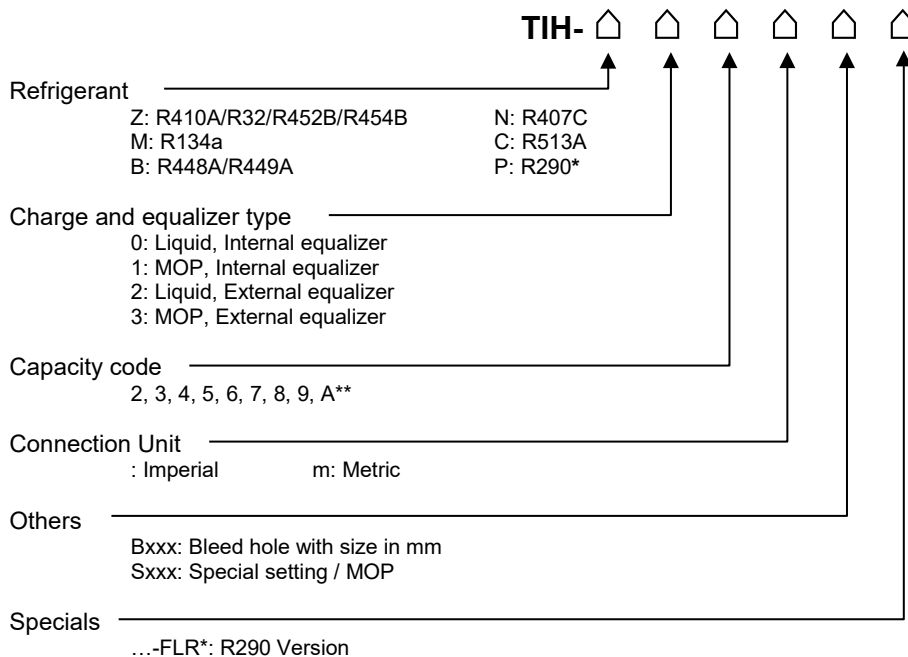 TIH-
Refrigerant
Z: R410A/R32/R452B/R454B N: R407C
M: R134a C: R513A
B: R448A/R449A P: R290*
Charge and equalizer type
0: Liquid, Internal equalizer
1: MOP, Internal equalizer
2: Liquid, External equalizer
3: MOP, External equalizer
Capacity code
2, 3, 4, 5, 6, 7, 8, 9, A**
Connection Unit
: Imperial m: Metric
Others
Bxxx: Bleed hole with size in mm
Sxxx: Special setting / MOP
Specials
…-FLR*: R290 Version